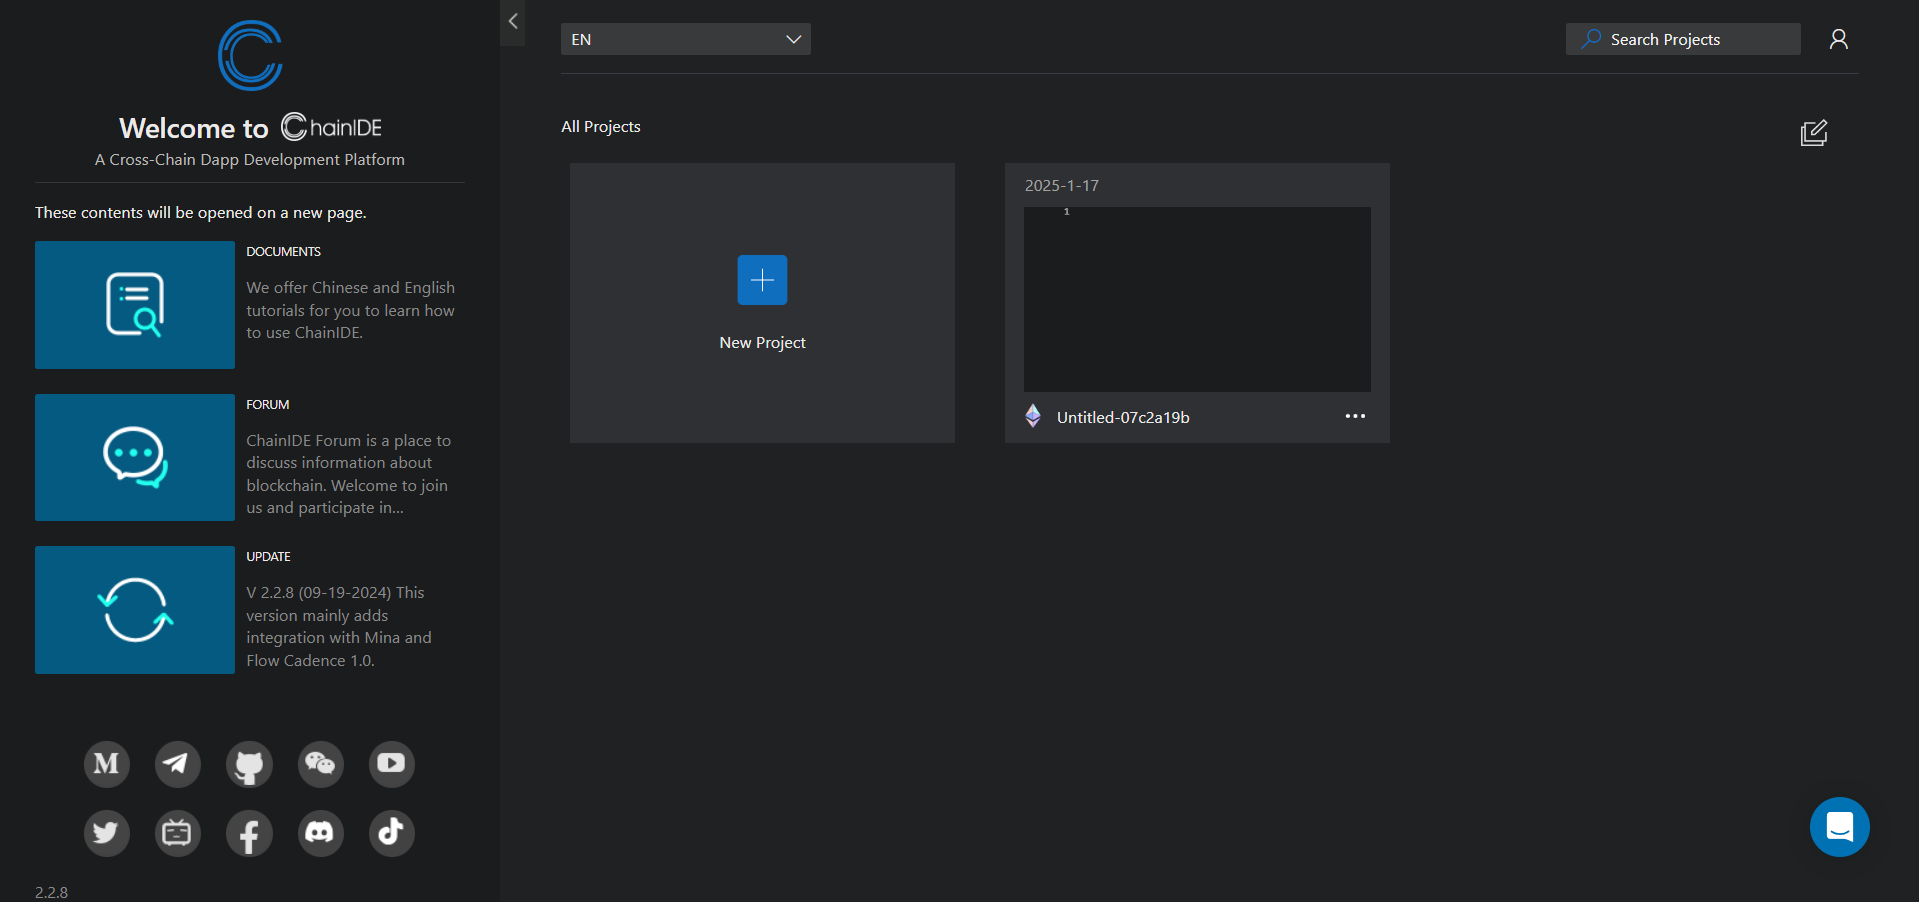 Welcome to ChainIDE
A Cross-Chain Dapp Development Platform
These contents will be opened on a new page.
DOCUMENTS
We offer Chinese and English
tutorials for you to learn how
to use ChainIDE.
FORUM
ChainIDE Forum is a place to
discuss information about
blockchain. Welcome to join
us and participate in...
UPDATE
V 2.2.8 (09-19-2024) This
version mainly adds
integration with Mina and
Flow Cadence 1.0.
2.2.8
EN
Search Projects
All Projects
New Project
2025-1-17
1
Untitled-07c2a19b